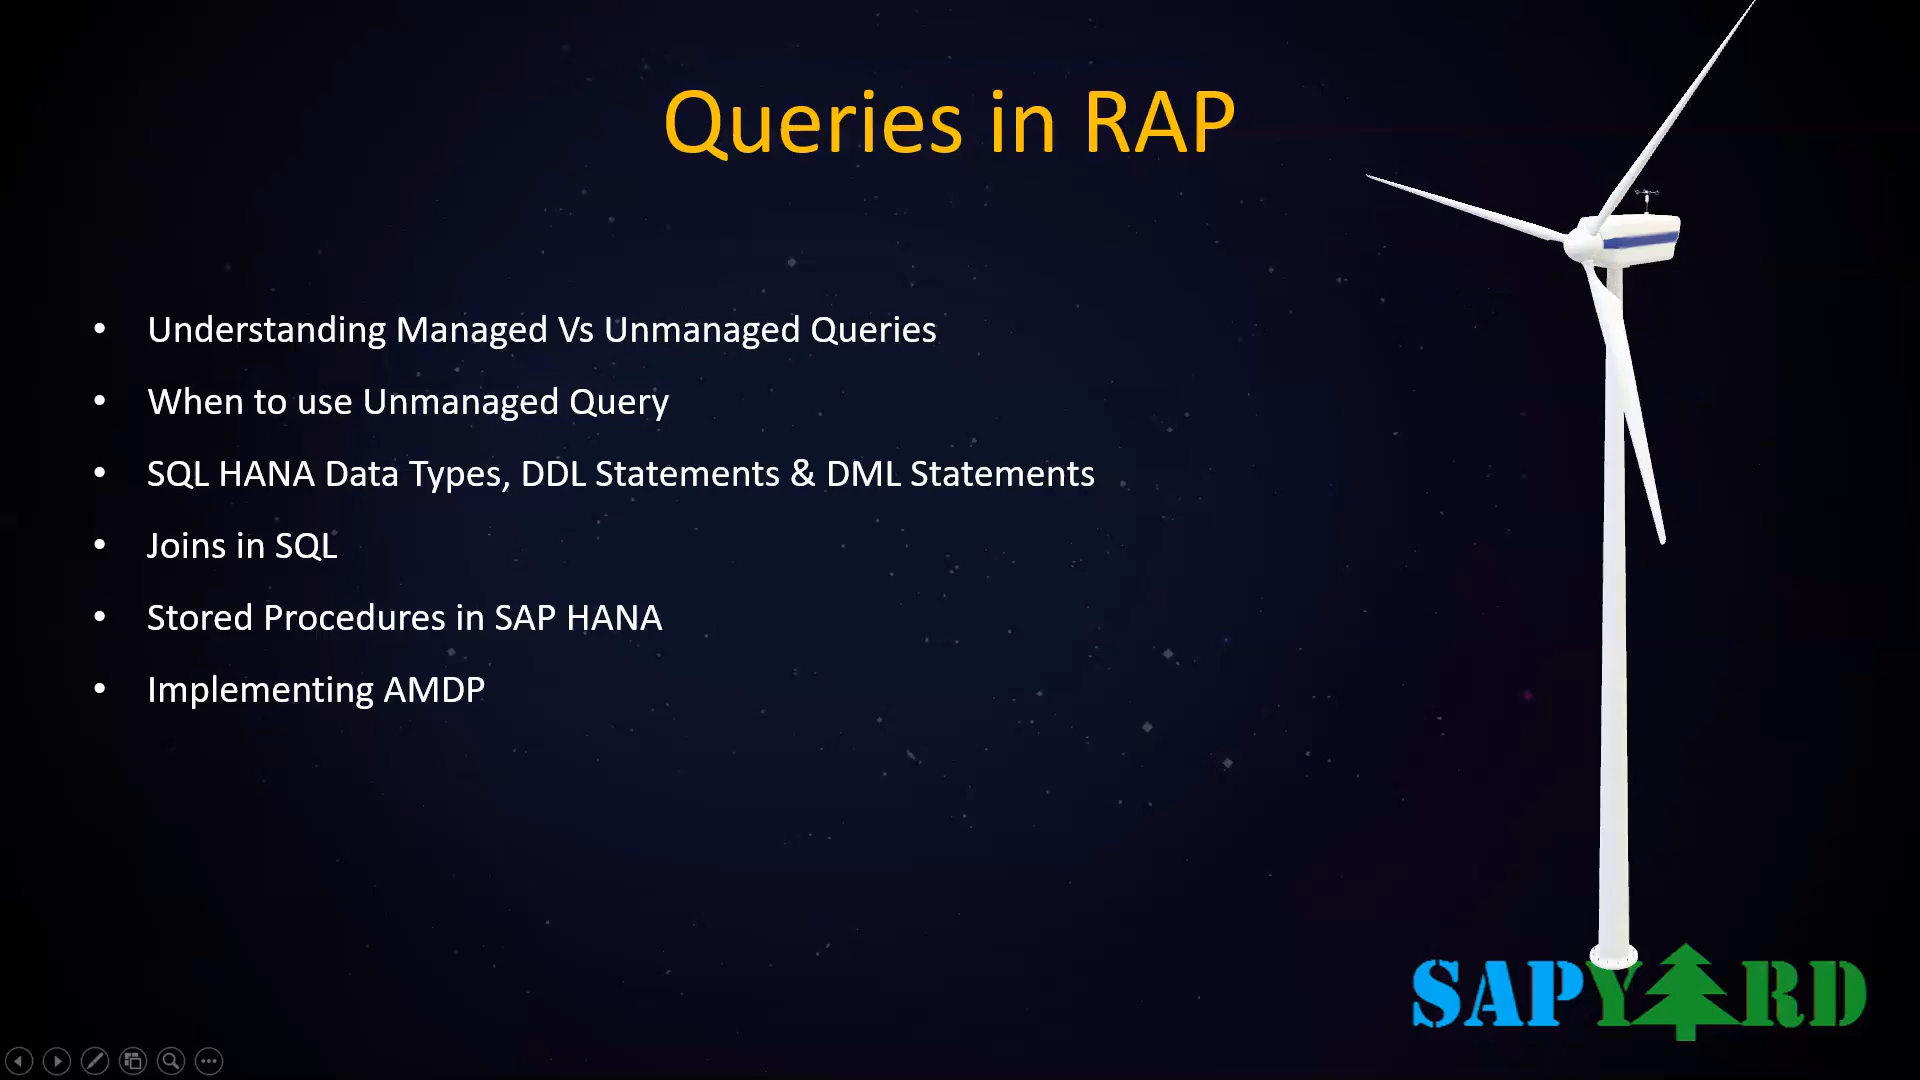 Queries in RAP
• Understanding Managed Vs Unmanaged Queries
• When to use Unmanaged Query
• SQL HANA Data Types, DDL Statements & DML Statements
• Joins in SQL
• Stored Procedures in SAP HANA
• Implementing AMDP
SAPYARD